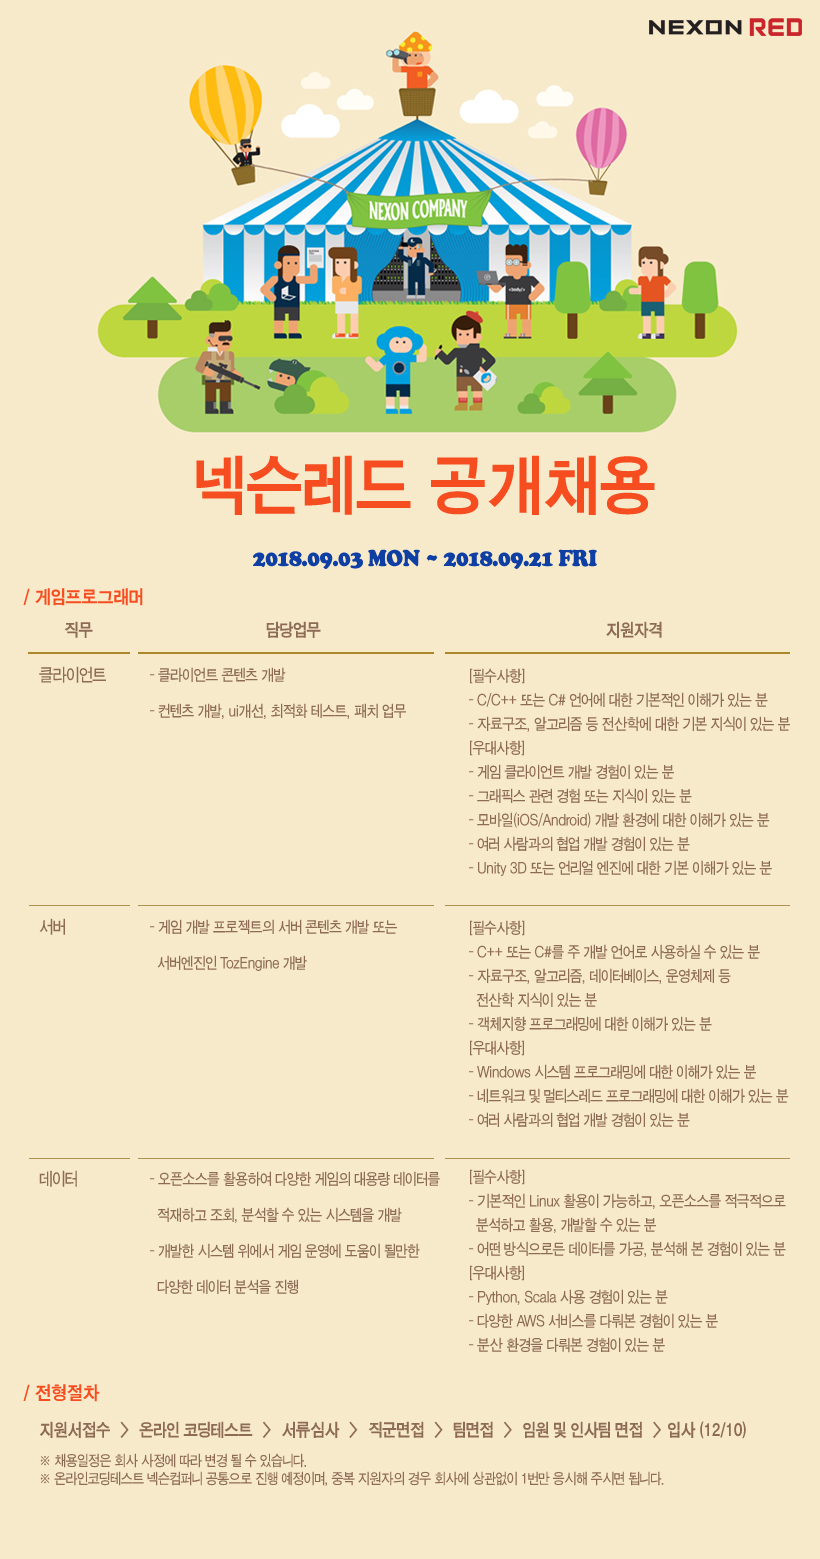 NEXON RED
NEXON COMPANY
넥슨레드 공개채용
2018.09.03 MON ~ 2018.09.21 FRI
/ 게임프로그래머
직무 담당업무 지원자격
클라이언트
- 클라이언트 콘텐츠 개발
- 컨텐츠 개발, ui개선, 최적화 테스트, 패치 업무
[필수사항]
- C/C++ 또는 C# 언어에 대한 기본적인 이해가 있는 분
- 자료구조, 알고리즘 등 전산학에 대한 기본 지식이 있는 분
[우대사항]
- 게임 클라이언트 개발 경험이 있는 분
- 그래픽스 관련 경험 또는 지식이 있는 분
- 모바일(iOS/Android) 개발 환경에 대한 이해가 있는 분
- 여러 사람과의 협업 개발 경험이 있는 분
- Unity 3D 또는 언리얼 엔진에 대한 기본 이해가 있는 분
서버
- 게임 개발 프로젝트의 서버 콘텐츠 개발 또는
서버엔진인 TozEngine 개발
[필수사항]
- C++ 또는 C#를 주 개발 언어로 사용하실 수 있는 분
- 자료구조, 알고리즘, 데이터베이스, 운영체제 등
전산학 지식이 있는 분
- 객체지향 프로그래밍에 대한 이해가 있는 분
[우대사항]
- Windows 시스템 프로그래밍에 대한 이해가 있는 분
- 네트워크 및 멀티스레드 프로그래밍에 대한 이해가 있는 분
- 여러 사람과의 협업 개발 경험이 있는 분
데이터
- 오픈소스를 활용하여 다양한 게임의 대용량 데이터를
적재하고 조회, 분석할 수 있는 시스템을 개발
- 개발한 시스템 위에서 게임 운영에 도움이 될만한
다양한 데이터 분석을 진행
[필수사항]
- 기본적인 Linux 활용이 가능하고, 오픈소스를 적극적으로
분석하고 활용, 개발할 수 있는 분
- 어떤 방식으로든 데이터를 가공, 분석해 본 경험이 있는 분
[우대사항]
- Python, Scala 사용 경험이 있는 분
- 다양한 AWS 서비스를 다뤄본 경험이 있는 분
- 분산 환경을 다뤄본 경험이 있는 분
/ 전형절차
지원서접수 > 온라인 코딩테스트 > 서류심사 > 직군면접 > 팀면접 > 임원 및 인사팀 면접 > 입사 (12/10)
※ 채용일정은 회사 사정에 따라 변경 될 수 있습니다.
※ 온라인코딩테스트 넥슨컴퍼니 공통으로 진행 예정이며, 중복 지원자의 경우 회사에 상관없이 1번만 응시해 주시면 됩니다.